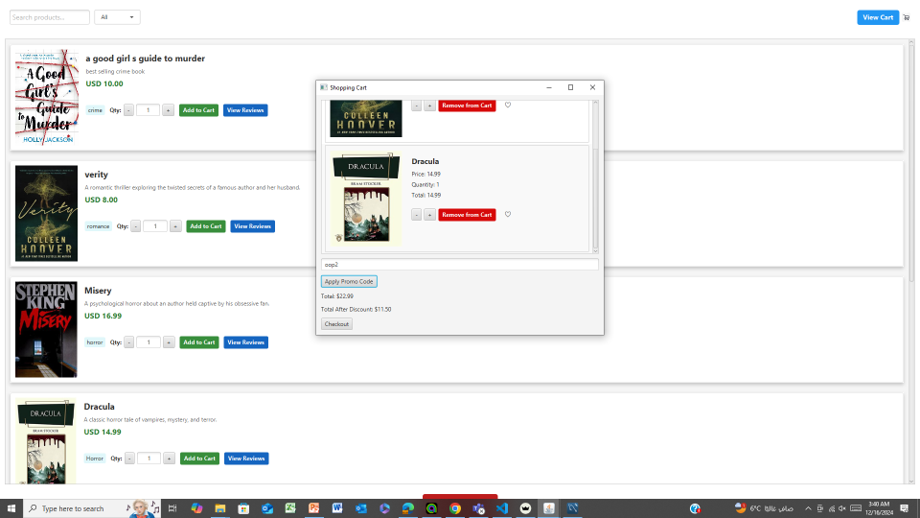 Search products...
All
View Cart
A Good Girl's Guide To Murder
HOLLY JACKSON
a good girl s guide to murder
best selling crime book
USD 10.00
crime Qty: - 1 + Add to Cart View Reviews
Verity
COLLEEN HOOVER
verity
A romantic thriller exploring the twisted secrets of a famous author and her husband.
USD 8.00
romance Qty: - 1 + Add to Cart View Reviews
STEPHEN KING
MISERY
Misery
A psychological horror about an author held captive by his obsessive fan.
USD 16.99
horror Qty: - 1 + Add to Cart View Reviews
DRACULA
BRAM STOCKER
Dracula
A classic horror tale of vampires, mystery, and terror.
USD 14.99
Horror Qty: - 1 + Add to Cart View Reviews
Shopping Cart
COLLEEN HOOVER
- + Remove from Cart
DRACULA
BRAM STOCKER
Dracula
Price: 14.99
Quantity: 1
Total: 14.99
- + Remove from Cart
oop2
Apply Promo Code
Total: $22.99
Total After Discount: $11.50
Checkout
Type here to search
6°C صافي غالبًا
3:40 AM
12/16/2024